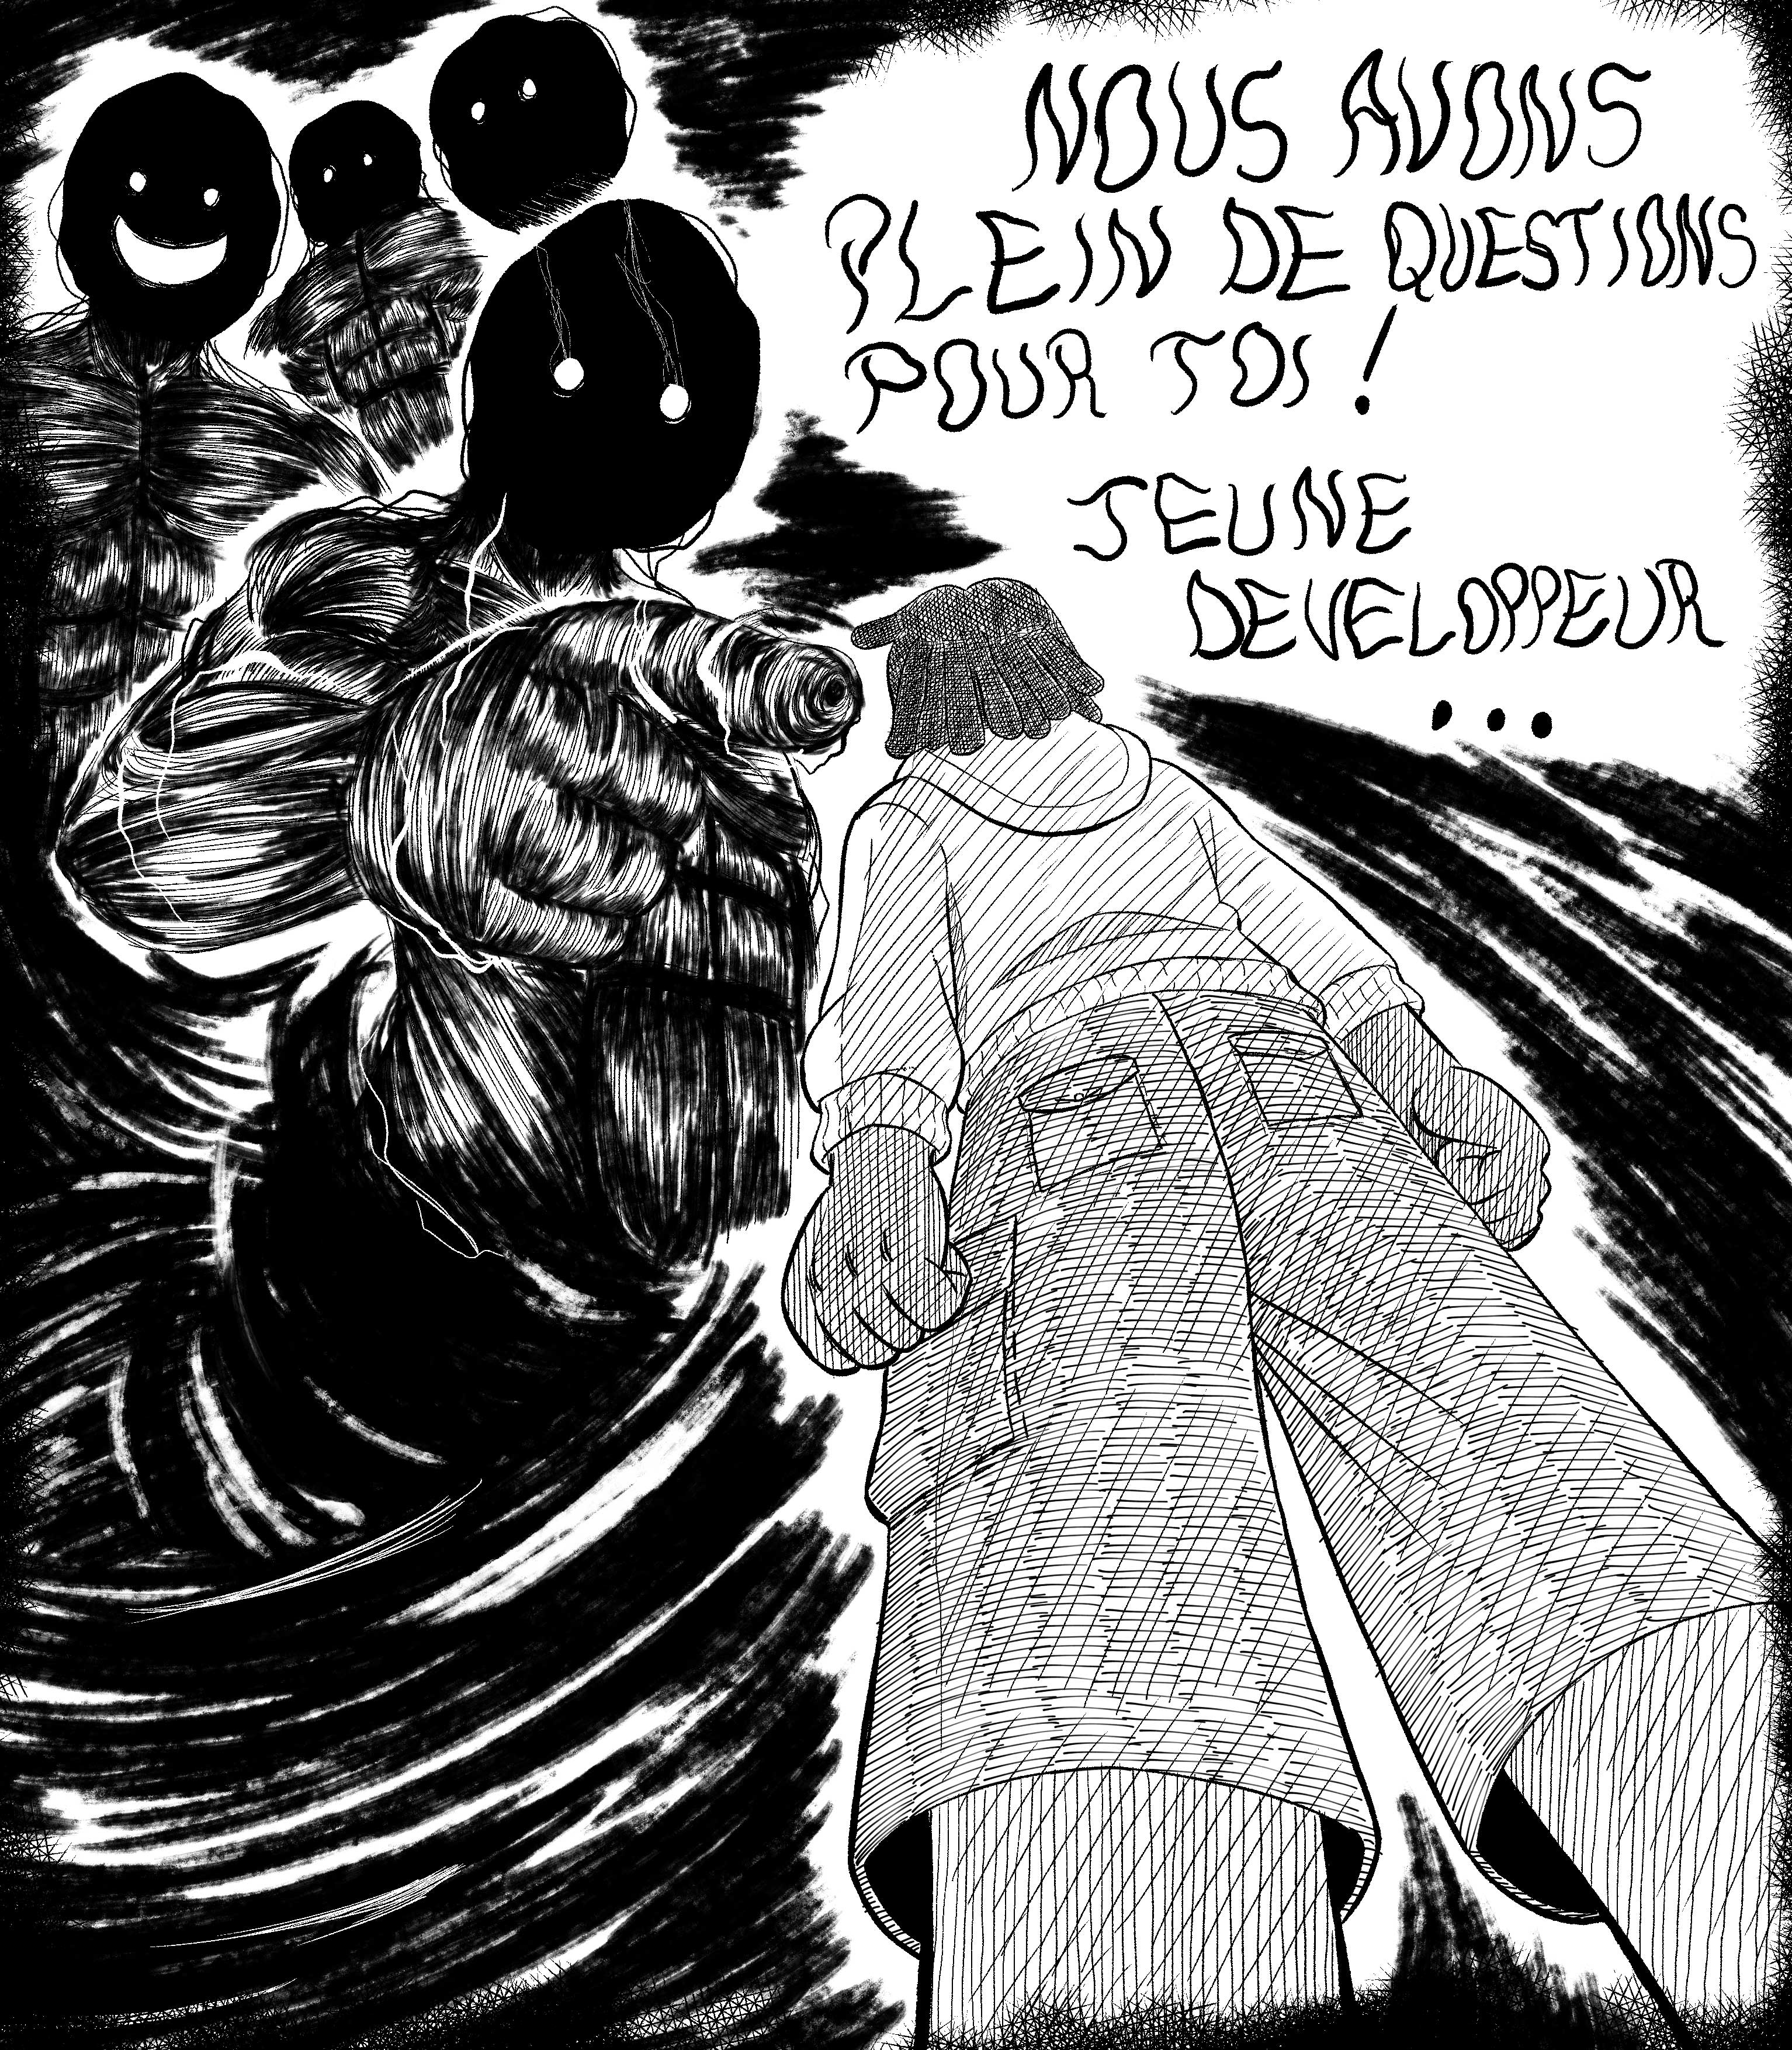 NOUS AVONS
PLEIN DE QUESTIONS
POUR TOI !
JEUNE
DEVELOPPEUR
...